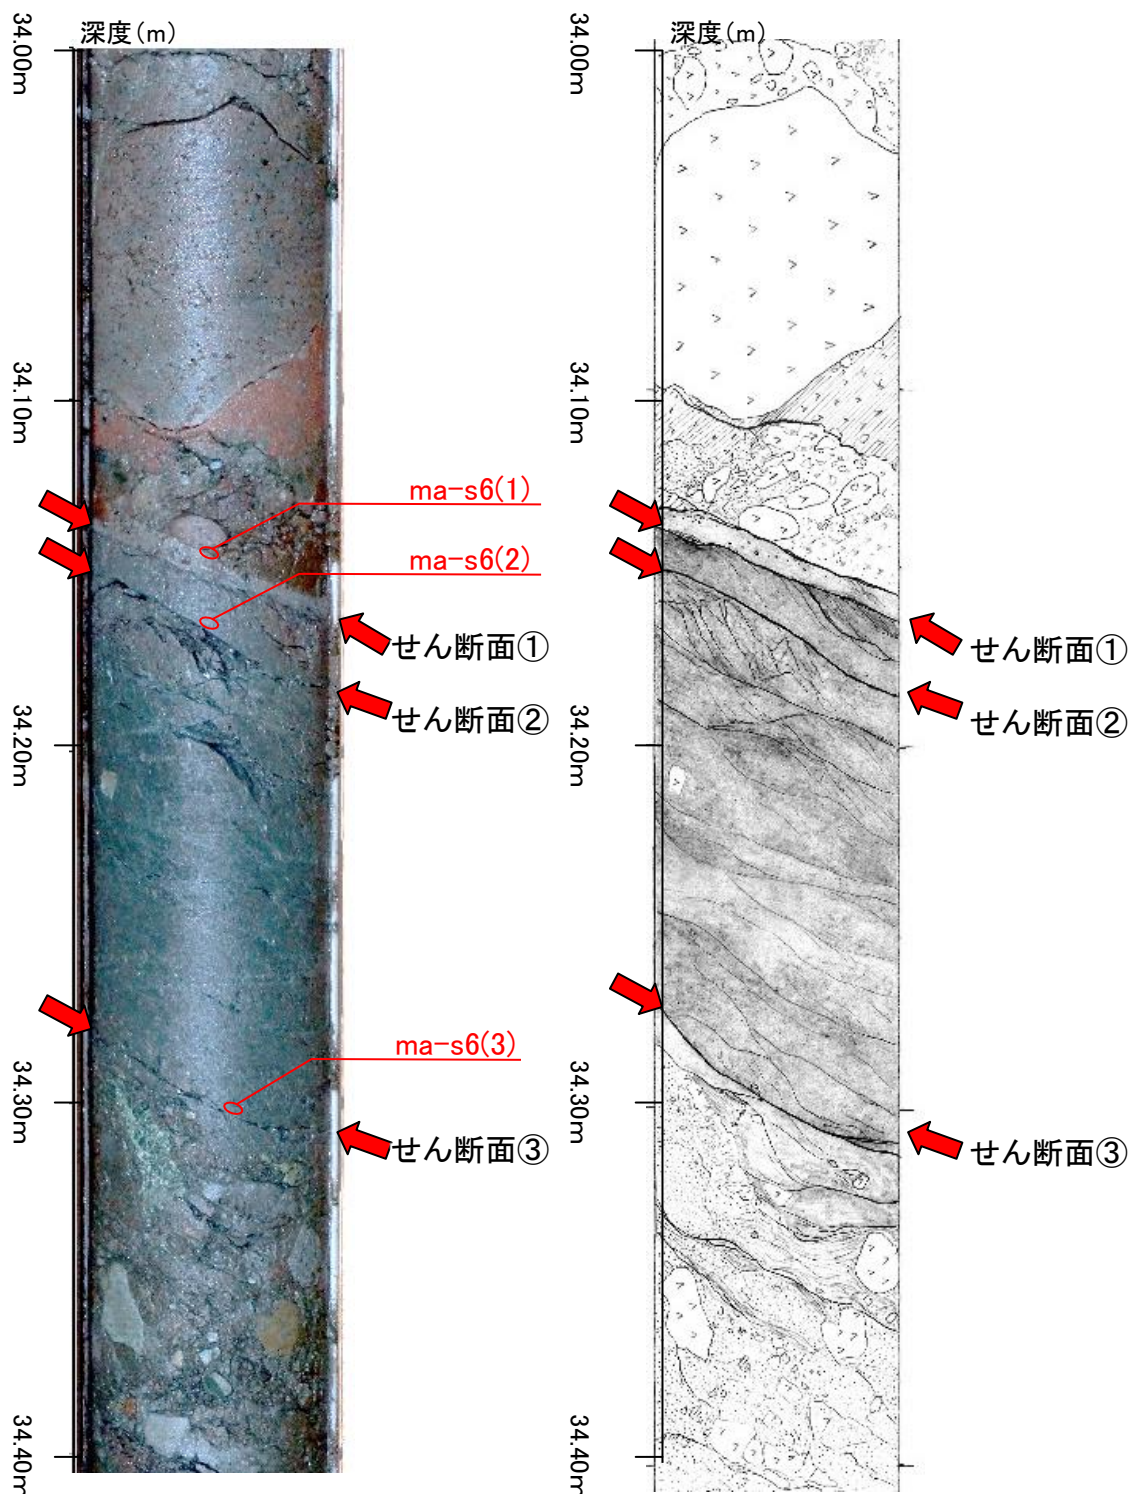 深度(m)
34.00m
34.10m
ma-s6(1)
ma-s6(2)
せん断面①
せん断面②
34.20m
ma-s6(3)
34.30m
せん断面③
34.40m
深度(m)
34.00m
34.10m
せん断面①
せん断面②
34.20m
34.30m
せん断面③
34.40m